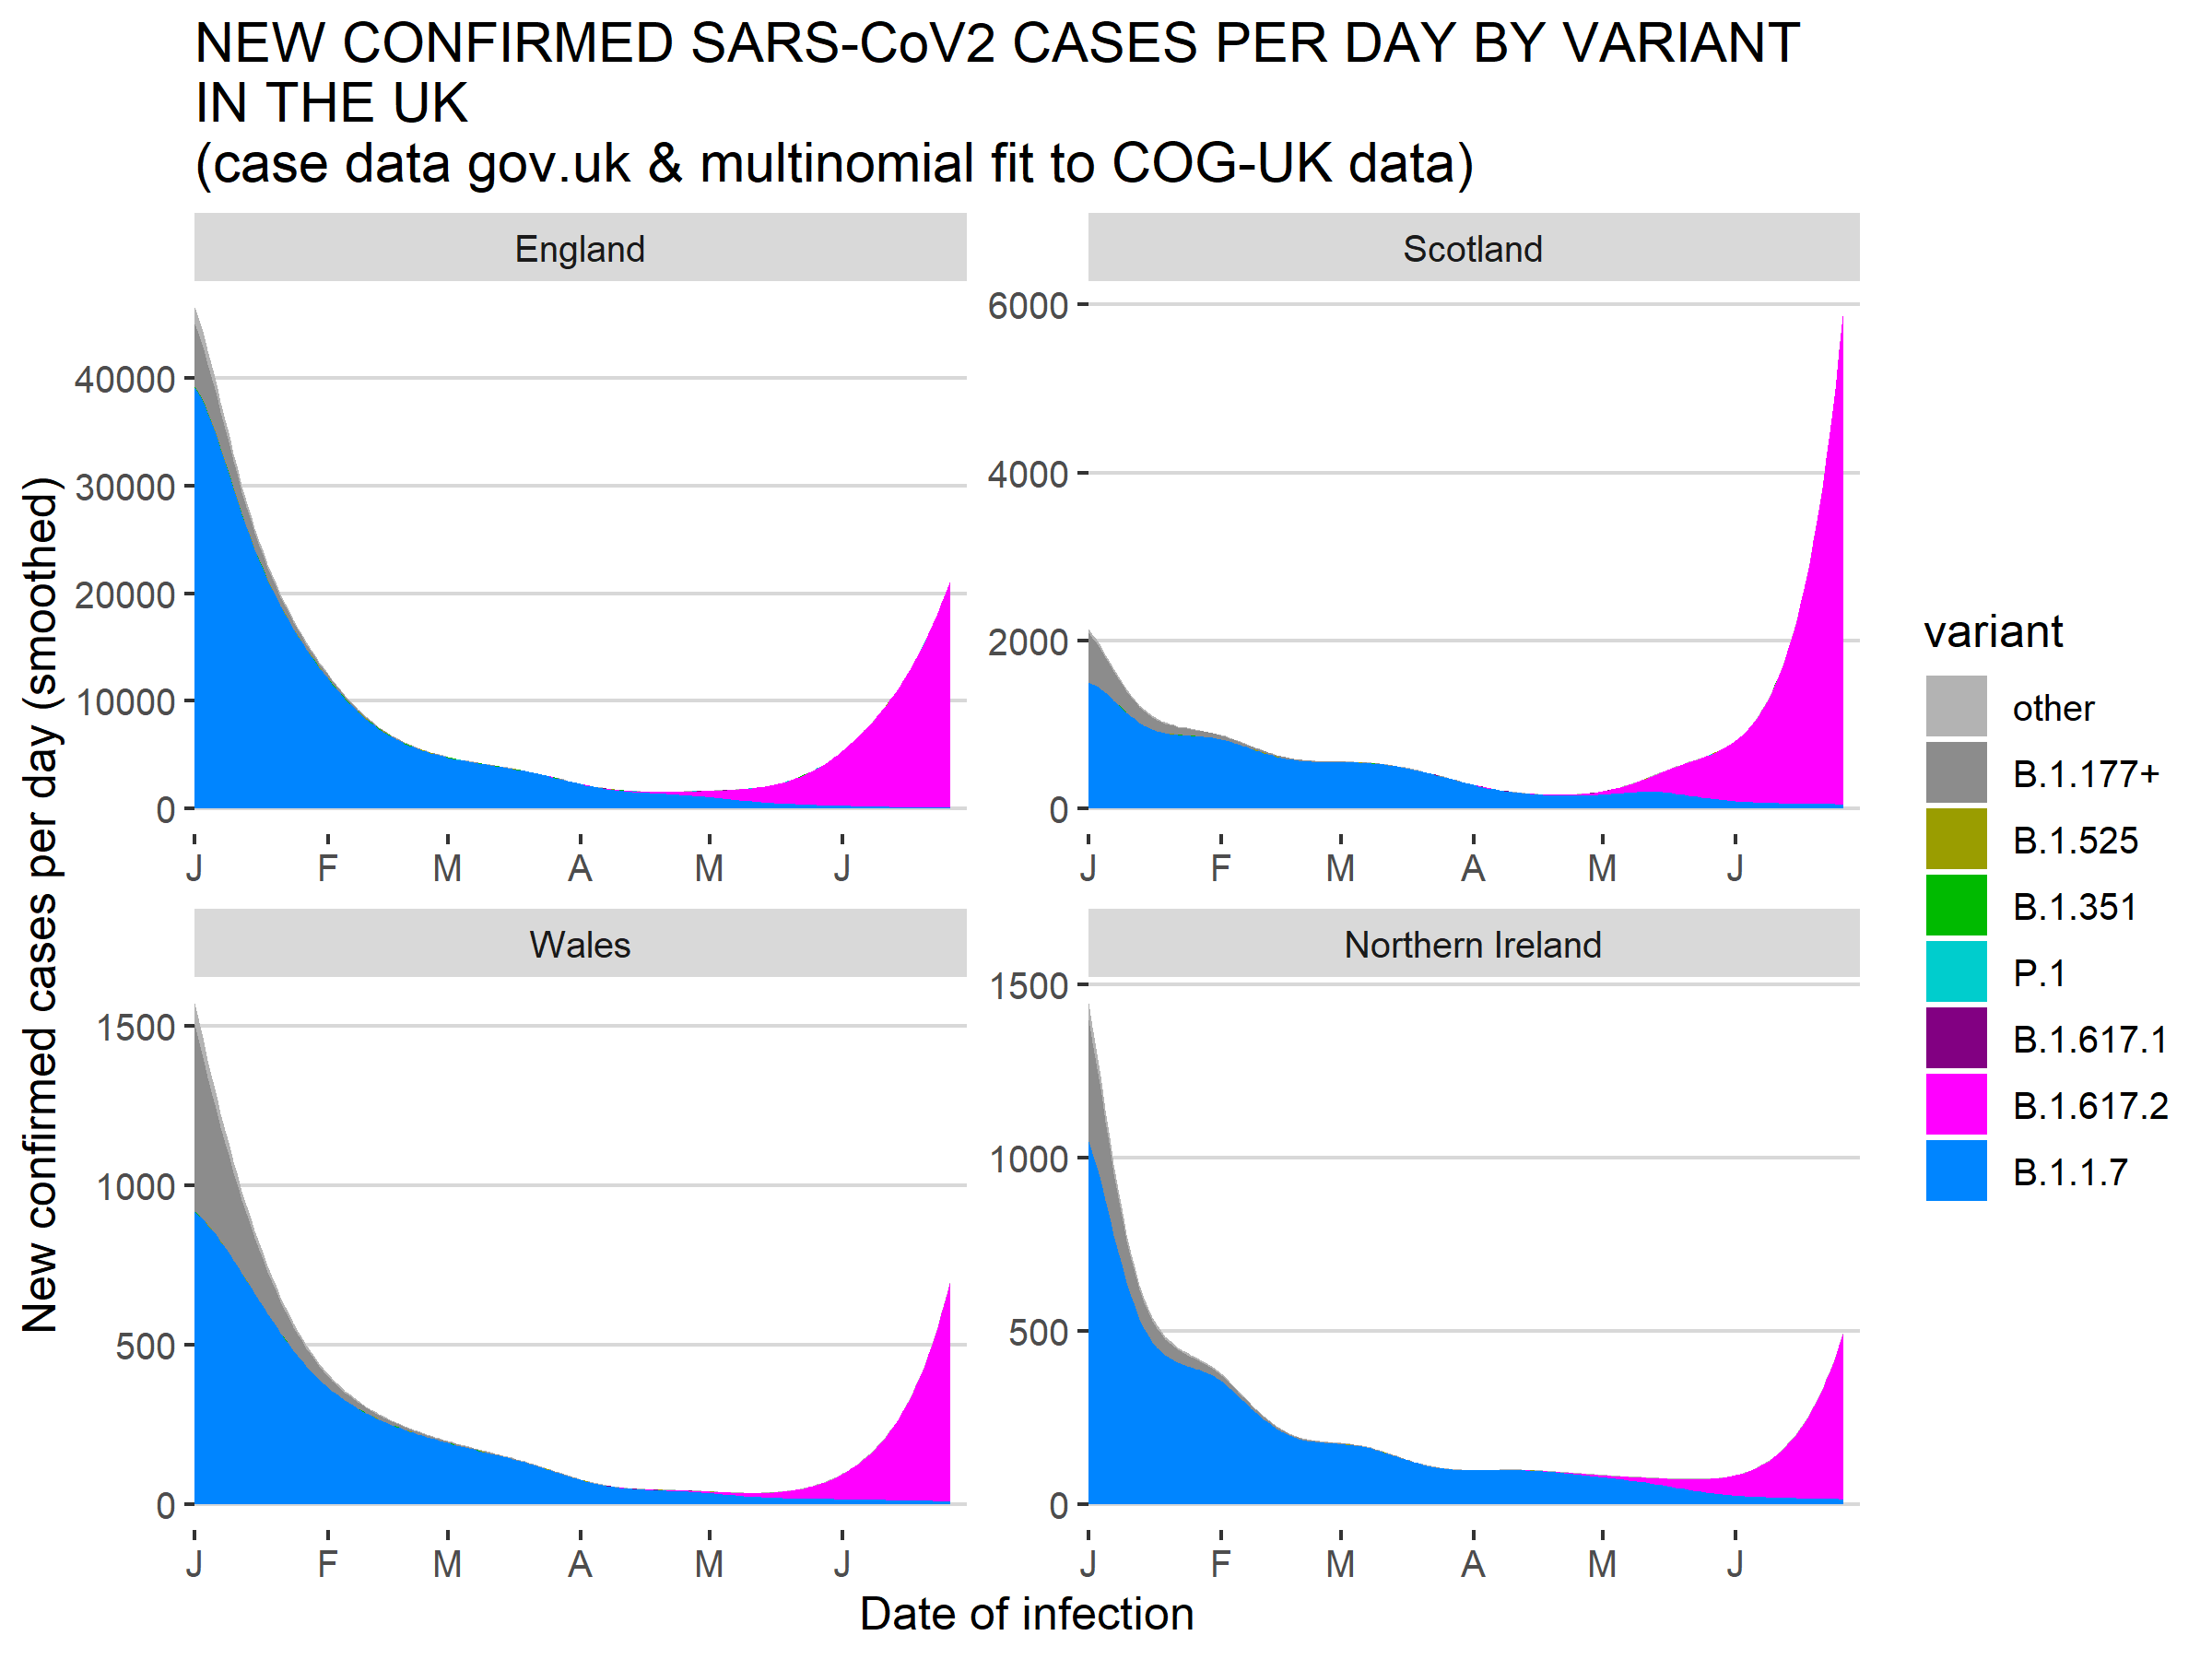 NEW CONFIRMED SARS-CoV2 CASES PER DAY BY VARIANT
IN THE UK
(case data gov.uk & multinomial fit to COG-UK data)
New confirmed cases per day (smoothed)
England
40000
30000
20000
10000
0
J F M A M J
Scotland
6000
4000
2000
0
J F M A M J
Wales
1500
1000
500
0
J F M A M J
Northern Ireland
1500
1000
500
0
J F M A M J
Date of infection
variant
other
B.1.177+
B.1.525
B.1.351
P.1
B.1.617.1
B.1.617.2
B.1.1.7